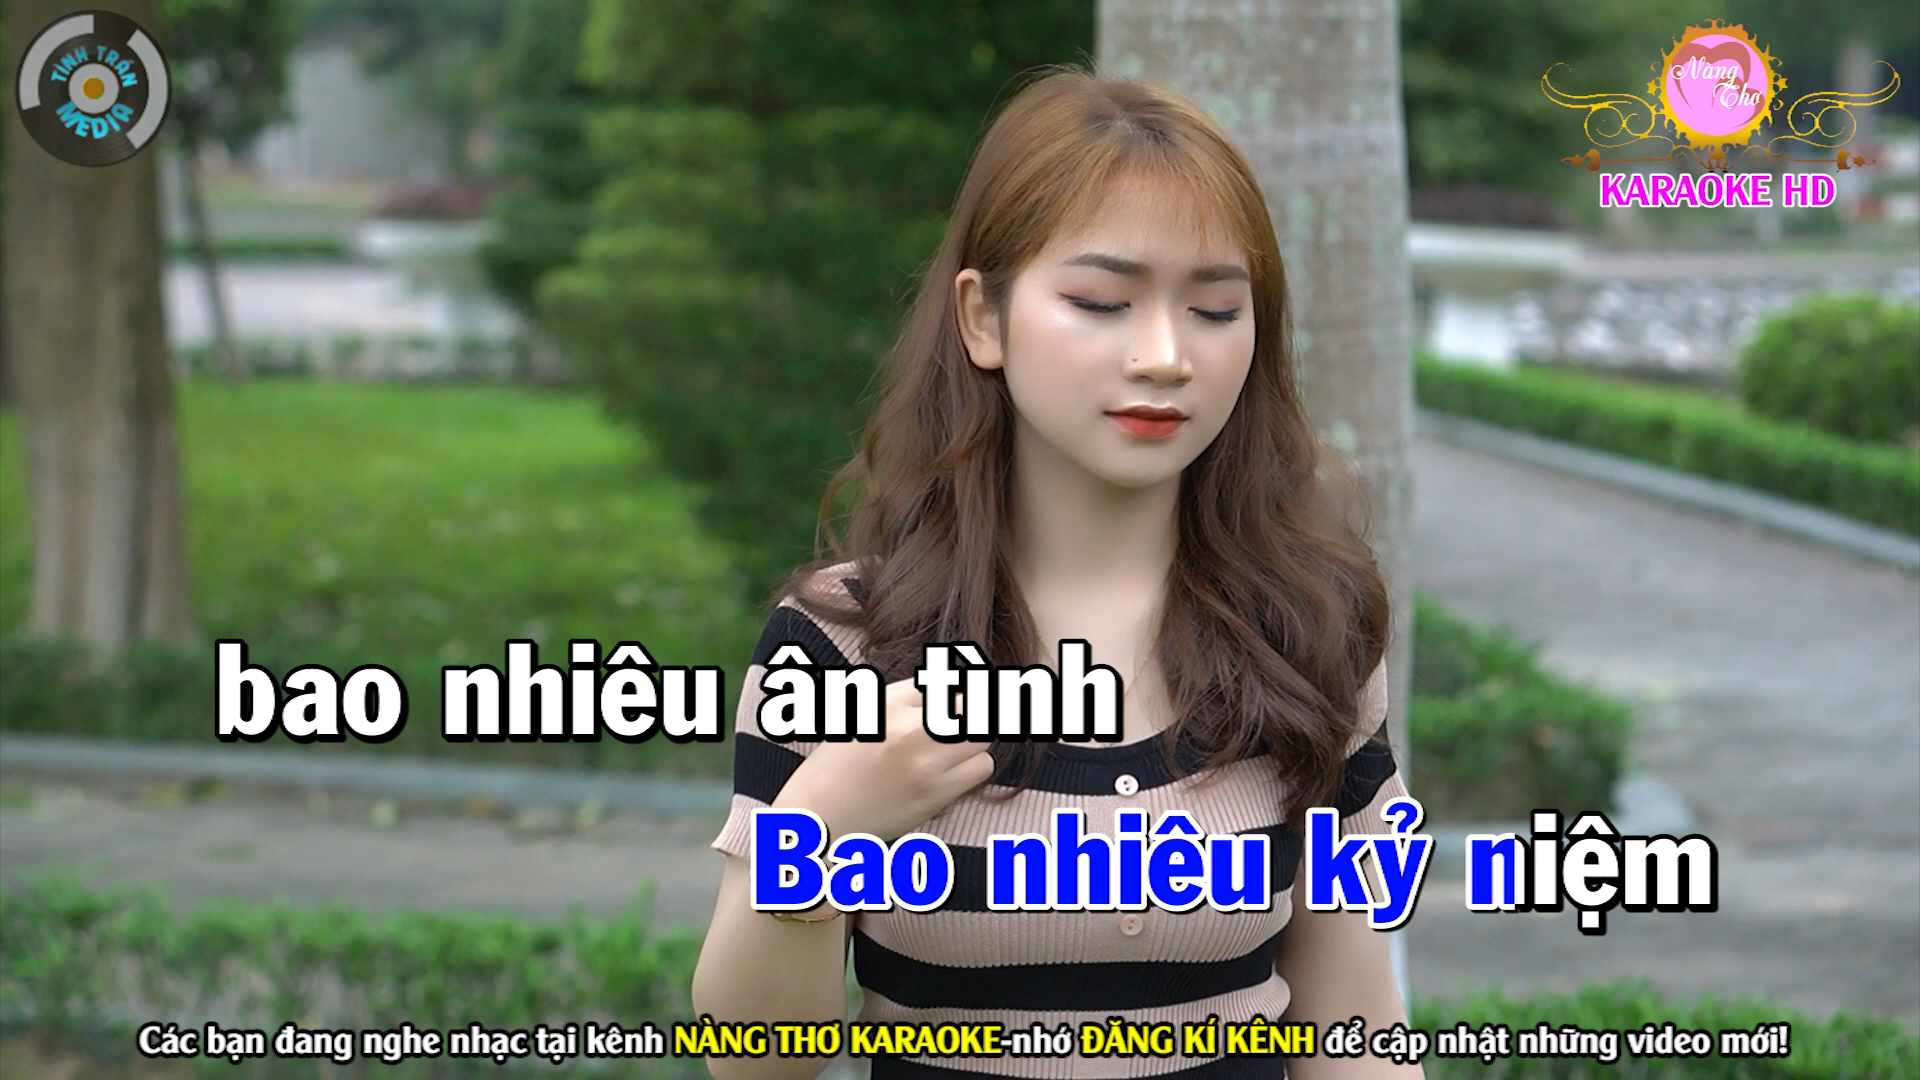 TÌNH TRẦN
MEDIA
Nàng
Thơ
KARAOKE HD
bao nhiêu ân tình
Bao nhiêu kỷ niệm
Các bạn đang nghe nhạc tại kênh NÀNG THƠ KARAOKE-nhớ ĐĂNG KÍ KÊNH để cập nhật những video mới!